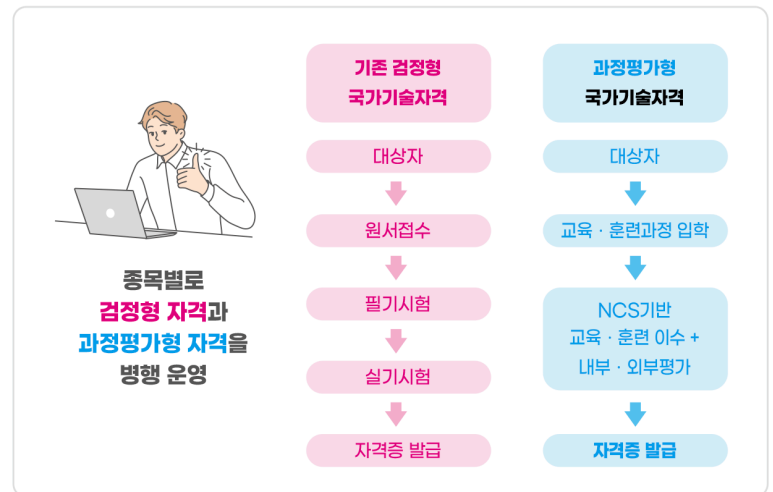 종목별로
검정형 자격과
과정평가형 자격을
병행 운영
기존 검정형
국가기술자격
대상자
원서접수
필기시험
실기시험
자격증 발급
과정평가형
국가기술자격
대상자
교육 · 훈련과정 입학
NCS기반
교육 · 훈련 이수 +
내부 · 외부평가
자격증 발급